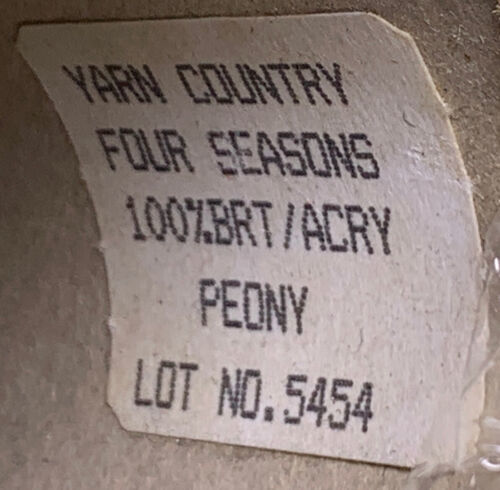 YARN COUNTRY
FOUR SEASONS
100%BRT/ACRY
PEONY
LOT NO.5454